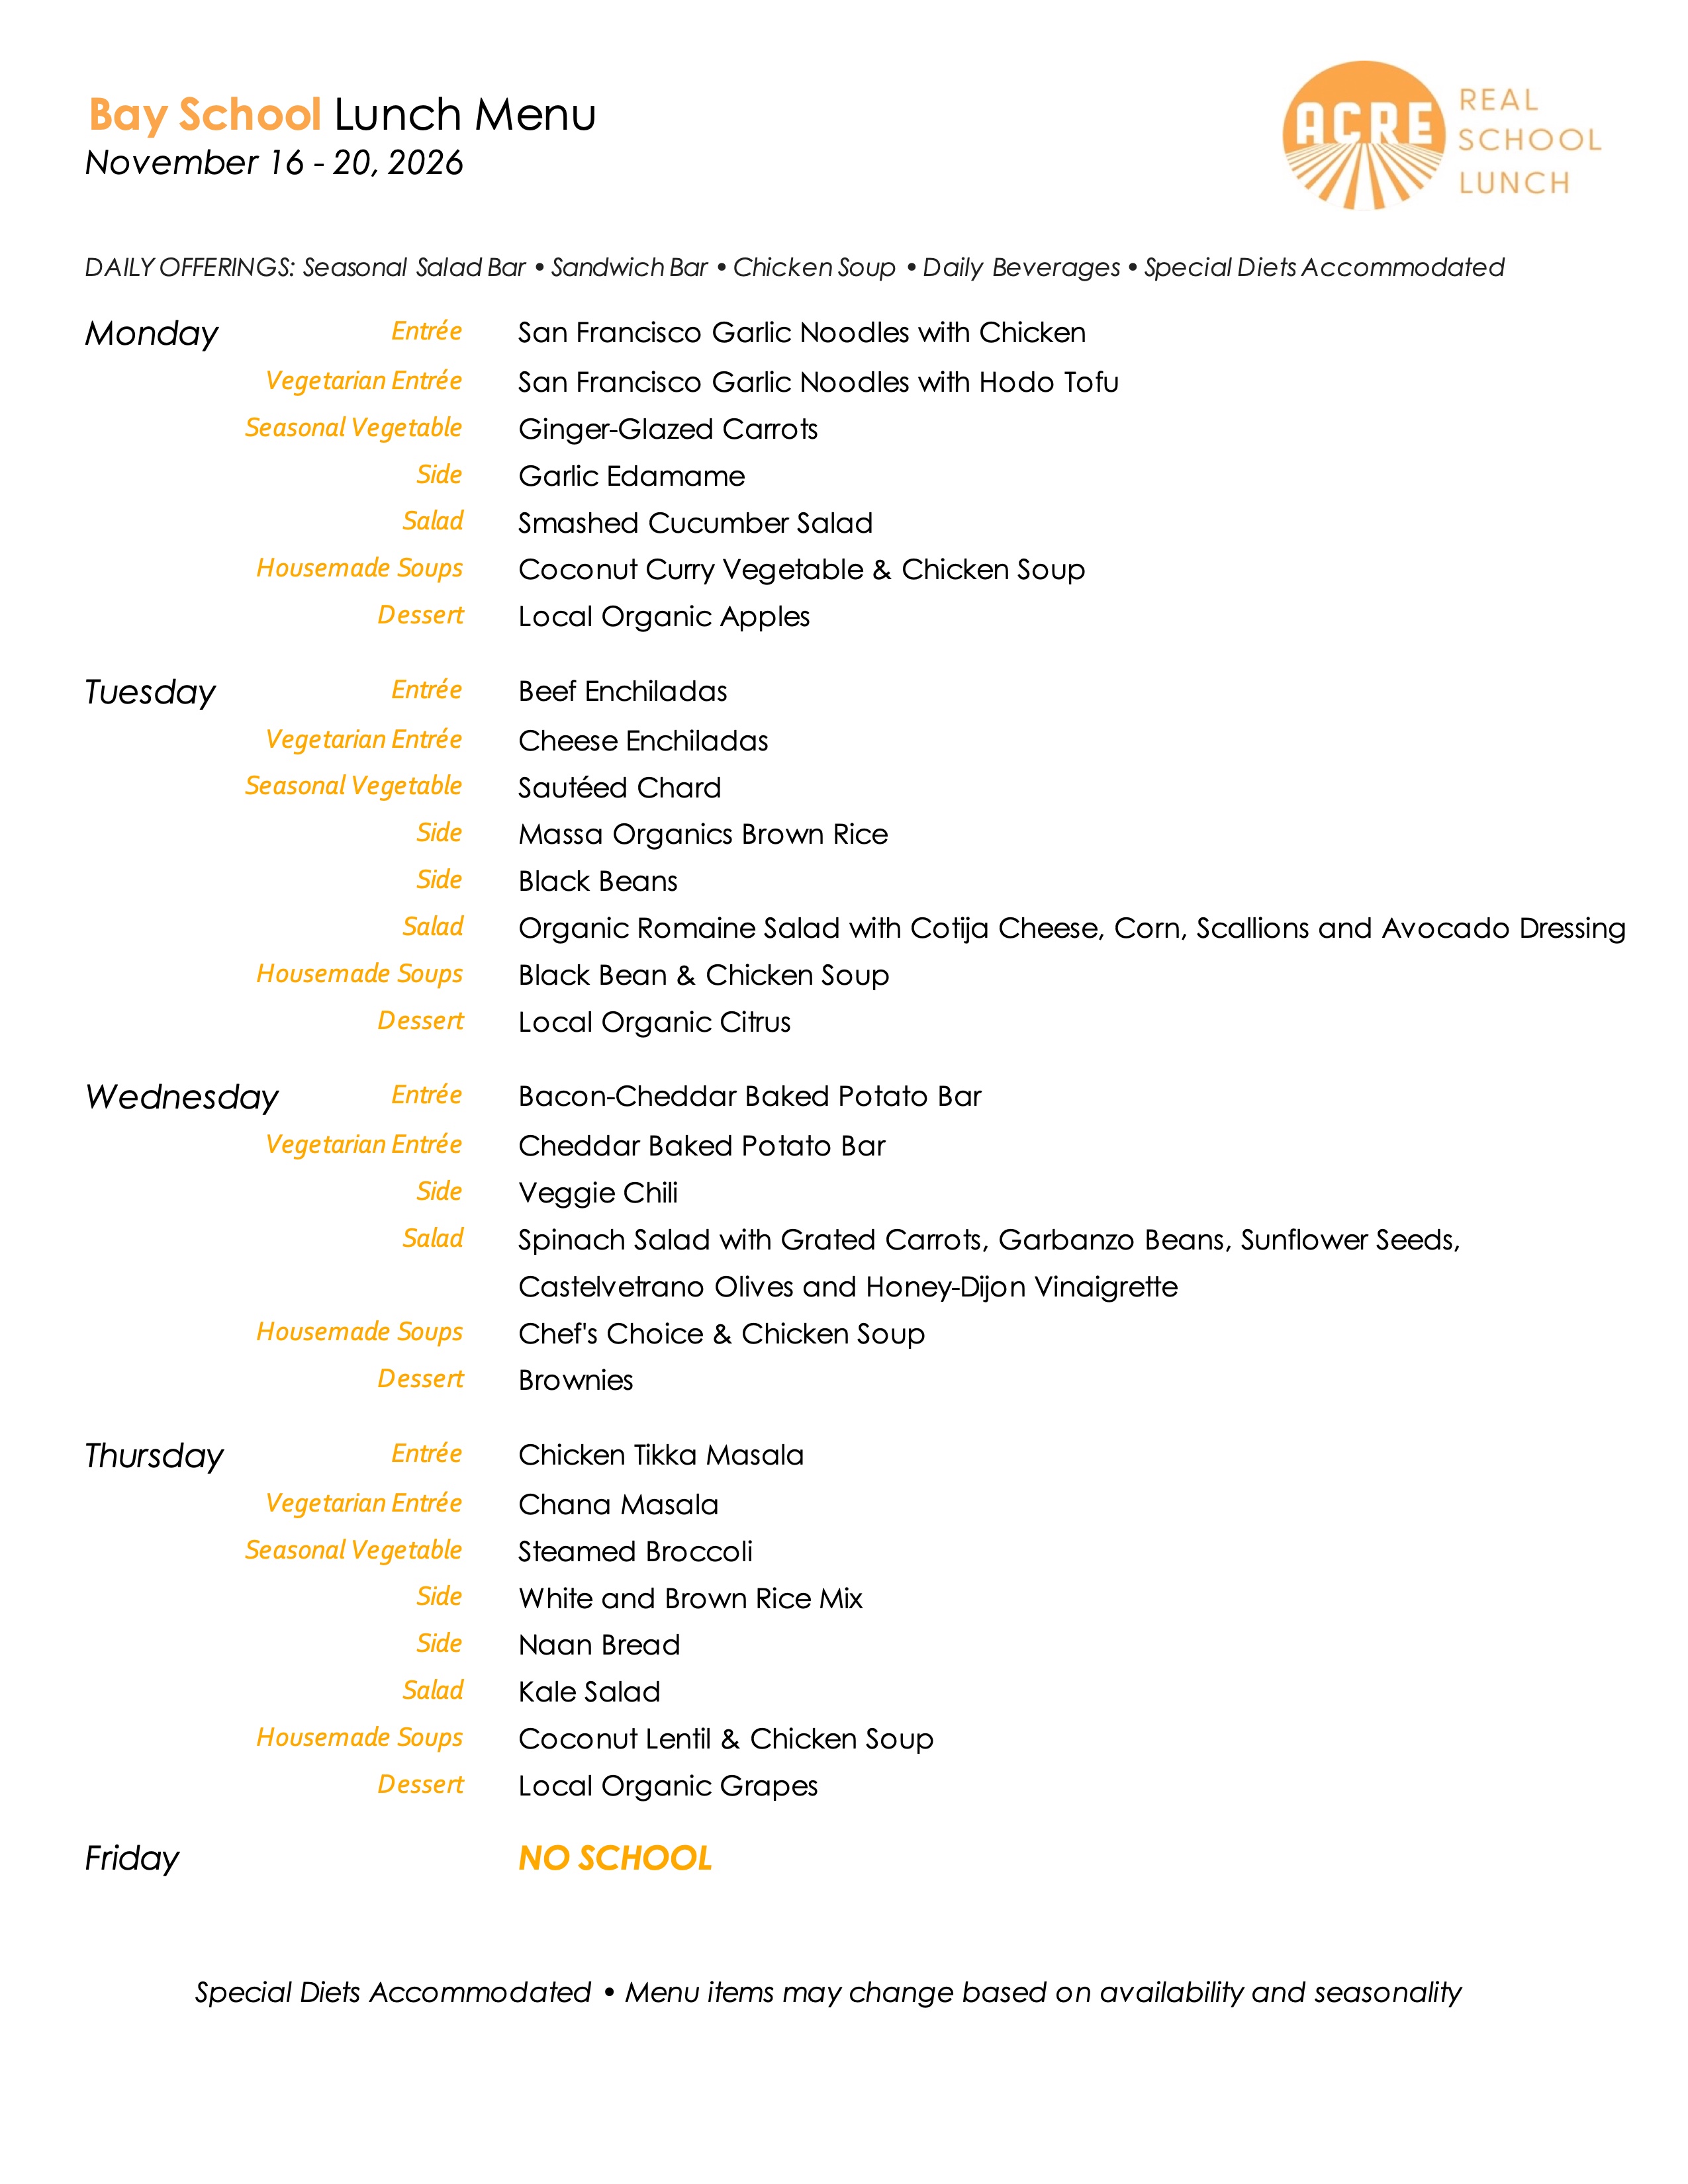 Bay School Lunch Menu
November 16 - 20, 2026
ACRE
REAL
SCHOOL
LUNCH
DAILY OFFERINGS: Seasonal Salad Bar • Sandwich Bar • Chicken Soup • Daily Beverages • Special Diets Accommodated
Monday Entrée San Francisco Garlic Noodles with Chicken
Vegetarian Entrée San Francisco Garlic Noodles with Hodo Tofu
Seasonal Vegetable Ginger-Glazed Carrots
Side Garlic Edamame
Salad Smashed Cucumber Salad
Housemade Soups Coconut Curry Vegetable & Chicken Soup
Dessert Local Organic Apples
Tuesday Entrée Beef Enchiladas
Vegetarian Entrée Cheese Enchiladas
Seasonal Vegetable Sautéed Chard
Side Massa Organics Brown Rice
Side Black Beans
Salad Organic Romaine Salad with Cotija Cheese, Corn, Scallions and Avocado Dressing
Housemade Soups Black Bean & Chicken Soup
Dessert Local Organic Citrus
Wednesday Entrée Bacon-Cheddar Baked Potato Bar
Vegetarian Entrée Cheddar Baked Potato Bar
Side Veggie Chili
Salad Spinach Salad with Grated Carrots, Garbanzo Beans, Sunflower Seeds,
Castelvetrano Olives and Honey-Dijon Vinaigrette
Housemade Soups Chef's Choice & Chicken Soup
Dessert Brownies
Thursday Entrée Chicken Tikka Masala
Vegetarian Entrée Chana Masala
Seasonal Vegetable Steamed Broccoli
Side White and Brown Rice Mix
Side Naan Bread
Salad Kale Salad
Housemade Soups Coconut Lentil & Chicken Soup
Dessert Local Organic Grapes
Friday NO SCHOOL
Special Diets Accommodated • Menu items may change based on availability and seasonality